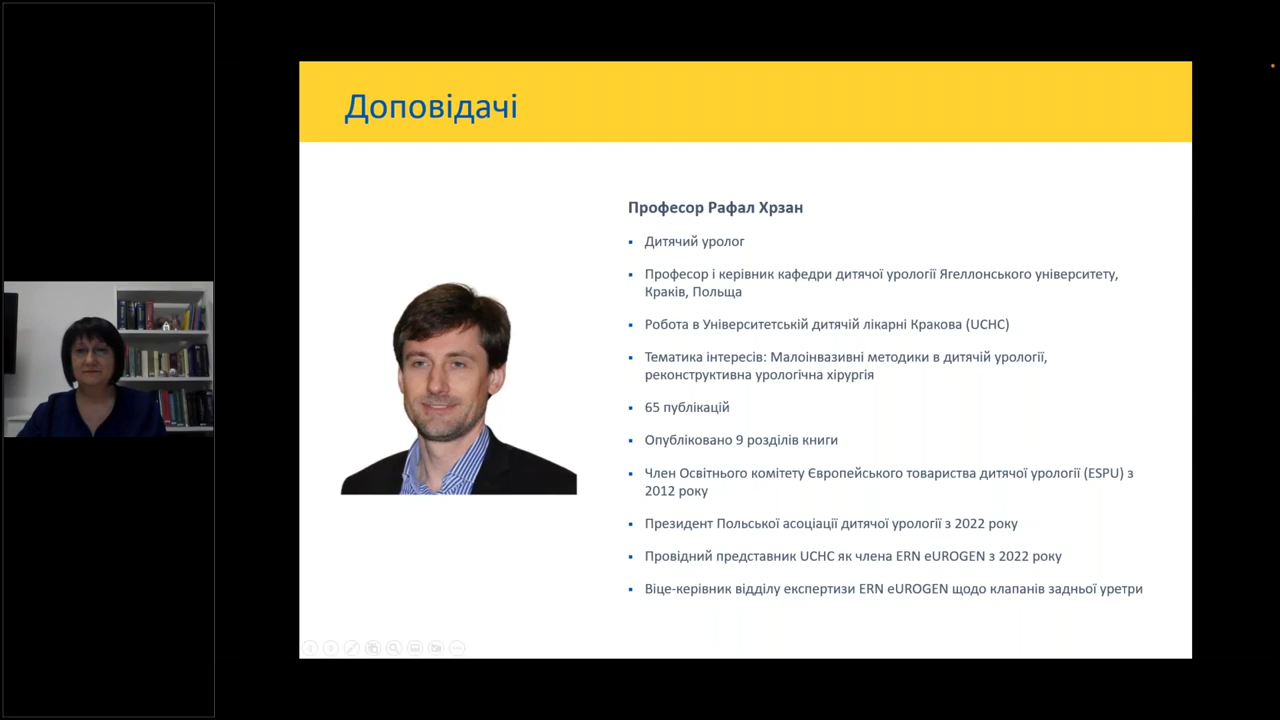 Доповідачі
Професор Рафал Хрзан
Дитячий уролог
Професор і керівник кафедри дитячої урології Ягеллонського університету,
Краків, Польща
Робота в Університетській дитячій лікарні Кракова (UCHC)
Тематика інтересів: Малоінвазивні методики в дитячій урології,
реконструктивна урологічна хірургія
65 публікацій
Опубліковано 9 розділів книги
Член Освітнього комітету Європейського товариства дитячої урології (ESPU) з
2012 року
Президент Польської асоціації дитячої урології з 2022 року
Провідний представник UCHC як члена ERN eUROGEN з 2022 року
Віце-керівник відділу експертизи ERN eUROGEN щодо клапанів задньої уретри